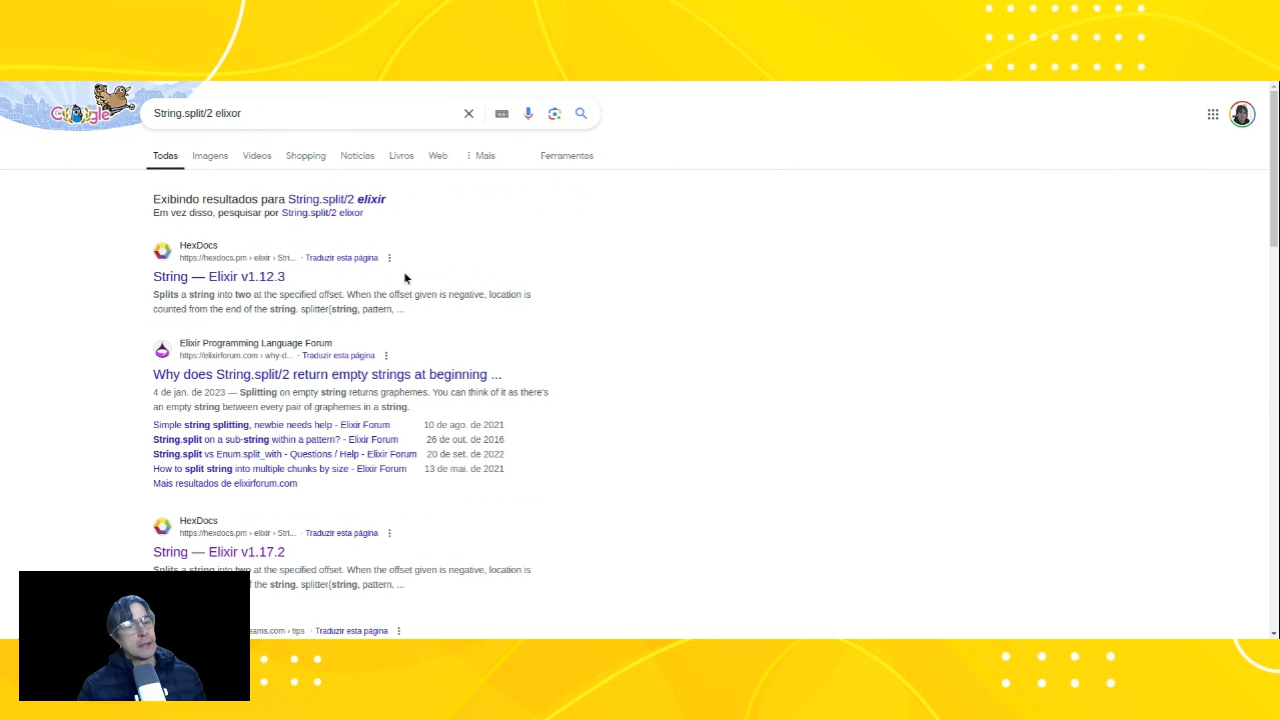 Google
String.split/2 elixor
Todas
Imagens
Vídeos
Shopping
Notícias
Livros
Web
Mais
Ferramentas
Exibindo resultados para String.split/2 elixir
Em vez disso, pesquisar por String.split/2 elixor
HexDocs
https://hexdocs.pm › elixir › Stri... · Traduzir esta página
String — Elixir v1.12.3
Splits a string into two at the specified offset. When the offset given is negative, location is
counted from the end of the string. splitter(string, pattern, ...
Elixir Programming Language Forum
https://elixirforum.com › why-d... · Traduzir esta página
Why does String.split/2 return empty strings at beginning ...
4 de jan. de 2023 — Splitting on empty string returns graphemes. You can think of it as there's
an empty string between every pair of graphemes in a string.
Simple string splitting, newbie needs help - Elixir Forum 10 de ago. de 2021
String.split on a sub-string within a pattern? - Elixir Forum 26 de out. de 2016
String.split vs Enum.split_with - Questions / Help - Elixir Forum 20 de set. de 2022
How to split string into multiple chunks by size - Elixir Forum 13 de mai. de 2021
Mais resultados de elixirforum.com
HexDocs
https://hexdocs.pm › elixir › Stri... · Traduzir esta página
String — Elixir v1.17.2
Splits a string into two at the specified offset. When the offset given is negative, location is
f the string. splitter(string, pattern, ...
eams.com › tips · Traduzir esta página